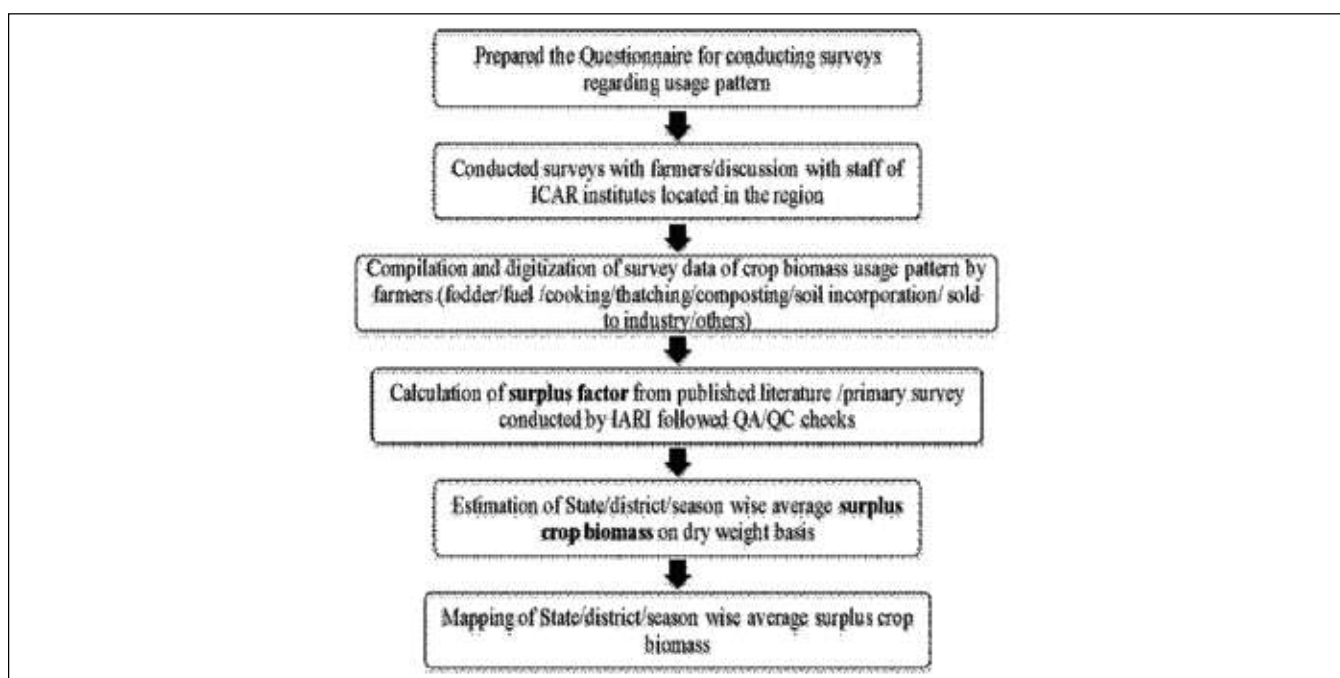 Prepared the Questionnaire for conducting surveys
regarding usage pattern
Conducted surveys with farmers/discussion with staff of
ICAR institutes located in the region
Compilation and digitization of survey data of crop biomass usage pattern by
farmers (fodder/fuel /cooking/thatching/composting/soil incorporation/ sold
to industry/others)
Calculation of surplus factor from published literature /primary survey
conducted by IARI followed QA/QC checks
Estimation of State/district/season wise average surplus
crop biomass on dry weight basis
Mapping of State/district/season wise average surplus crop
biomass